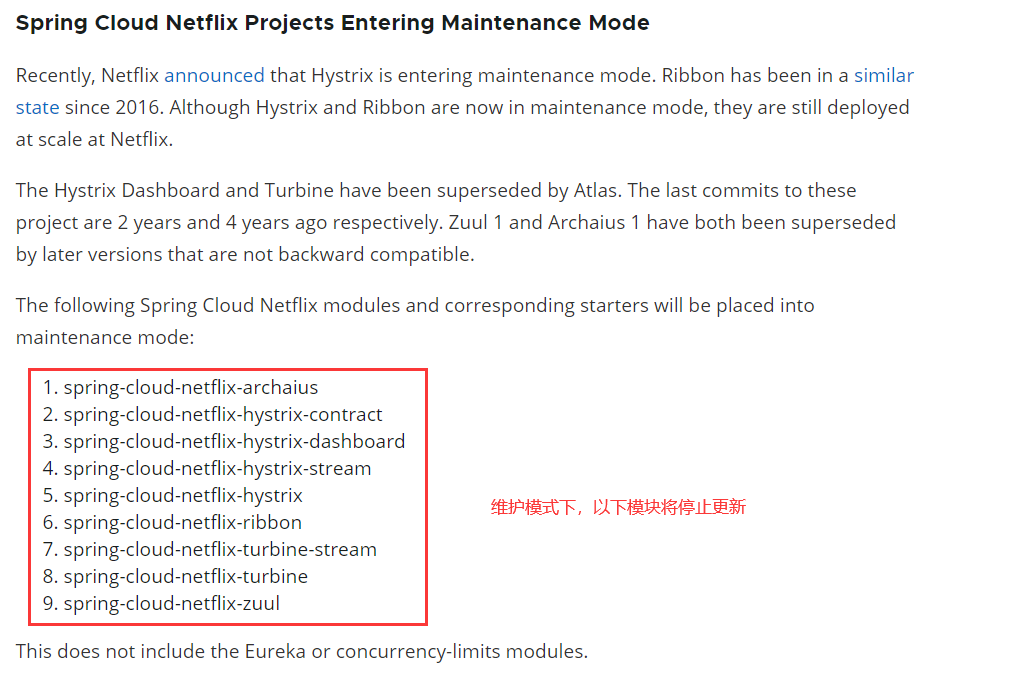 Spring Cloud Netflix Projects Entering Maintenance Mode
Recently, Netflix announced that Hystrix is entering maintenance mode. Ribbon has been in a similar
state since 2016. Although Hystrix and Ribbon are now in maintenance mode, they are still deployed
at scale at Netflix.
The Hystrix Dashboard and Turbine have been superseded by Atlas. The last commits to these
project are 2 years and 4 years ago respectively. Zuul 1 and Archaius 1 have both been superseded
by later versions that are not backward compatible.
The following Spring Cloud Netflix modules and corresponding starters will be placed into
maintenance mode:
1. spring-cloud-netflix-archaius
2. spring-cloud-netflix-hystrix-contract
3. spring-cloud-netflix-hystrix-dashboard
4. spring-cloud-netflix-hystrix-stream
5. spring-cloud-netflix-hystrix
6. spring-cloud-netflix-ribbon
7. spring-cloud-netflix-turbine-stream
8. spring-cloud-netflix-turbine
9. spring-cloud-netflix-zuul
维护模式下，以下模块将停止更新
This does not include the Eureka or concurrency-limits modules.